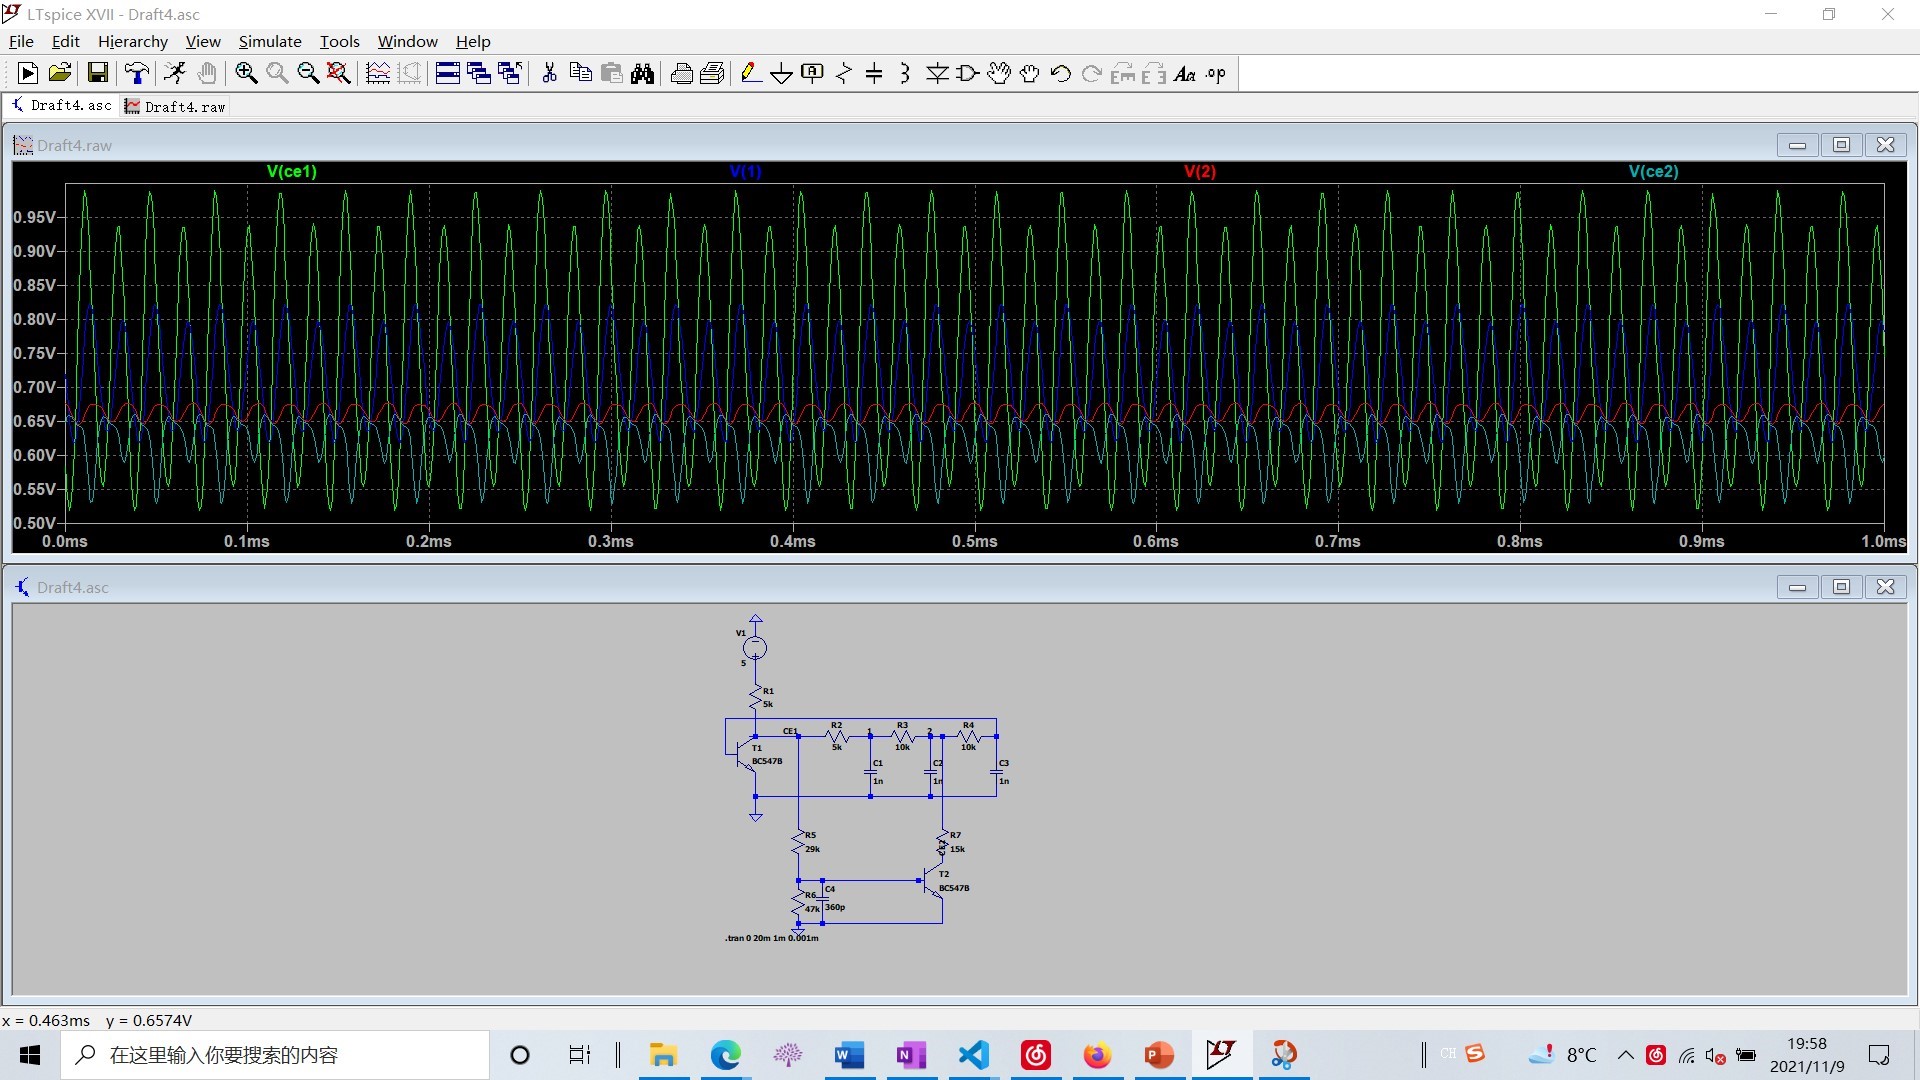 LTspice XVII - Draft4.asc
File Edit Hierarchy View Simulate Tools Window Help
Draft4.asc Draft4.raw
Draft4.raw
V(ce1) V(1) V(2) V(ce2)
0.95V
0.90V
0.85V
0.80V
0.75V
0.70V
0.65V
0.60V
0.55V
0.50V
0.0ms 0.1ms 0.2ms 0.3ms 0.4ms 0.5ms 0.6ms 0.7ms 0.8ms 0.9ms 1.0ms
Draft4.asc
V1
5
R1
5k
CE1 R2 1 R3 2 R4
5k 10k 10k
T1
BC547B
C1 C2 C3
1n 1n 1n
R5 R7
29k CE2 15k
T2
BC547B
R6 C4
47k 360p
.tran 0 20m 1m 0.001m
x = 0.463ms y = 0.6574V
在这里输入你要搜索的内容
CH
8°C
19:58
2021/11/9